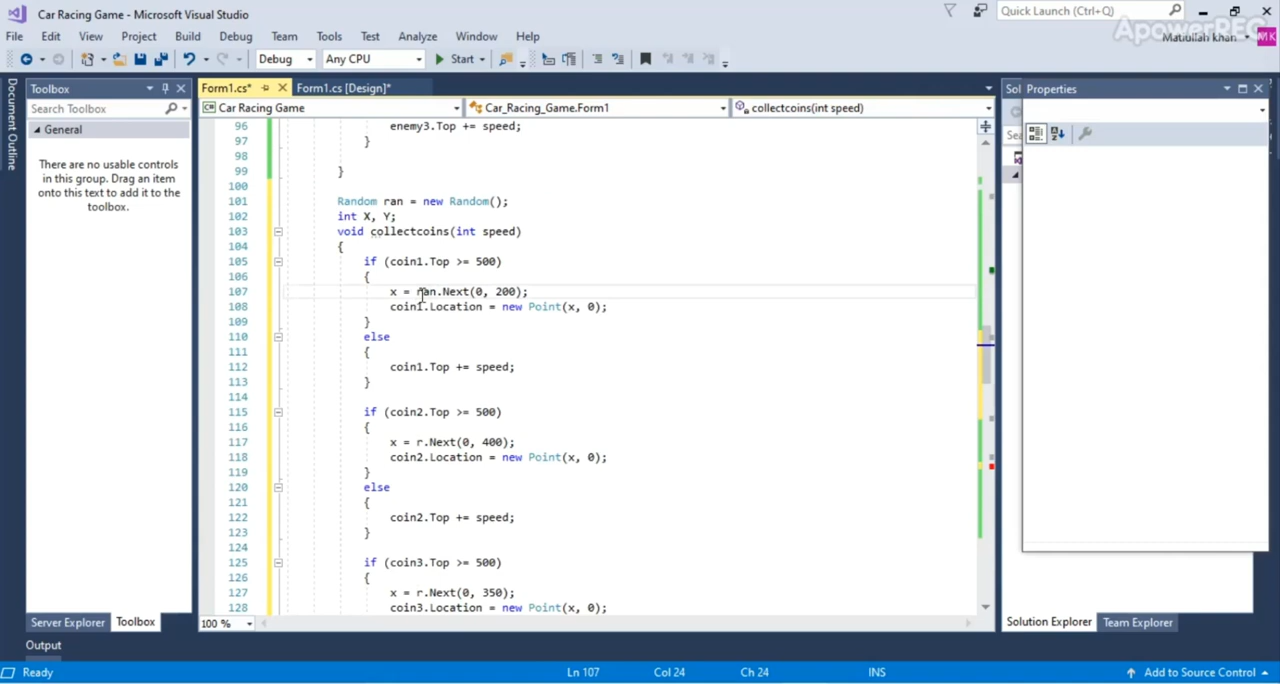 Car Racing Game - Microsoft Visual Studio
Quick Launch (Ctrl+Q)
ApowerREC
File Edit View Project Build Debug Team Tools Test Analyze Window Help
Matiullah khan MK
Debug Any CPU Start
Document Outline
Toolbox
Search Toolbox
General
There are no usable controls
in this group. Drag an item
onto this text to add it to the
toolbox.
Server Explorer Toolbox
Form1.cs* Form1.cs [Design]*
Car Racing Game Car_Racing_Game.Form1 collectcoins(int speed)
96 enemy3.Top += speed;
97 }
98
99 }
100
101 Random ran = new Random();
102 int X, Y;
103 void collectcoins(int speed)
104 {
105 if (coin1.Top >= 500)
106 {
107 x = ran.Next(0, 200);
108 coin1.Location = new Point(x, 0);
109 }
110 else
111 {
112 coin1.Top += speed;
113 }
114
115 if (coin2.Top >= 500)
116 {
117 x = r.Next(0, 400);
118 coin2.Location = new Point(x, 0);
119 }
120 else
121 {
122 coin2.Top += speed;
123 }
124
125 if (coin3.Top >= 500)
126 {
127 x = r.Next(0, 350);
128 coin3.Location = new Point(x, 0);
100 %
Sol Properties
Sea
Solution Explorer Team Explorer
Output
Ready Ln 107 Col 24 Ch 24 INS Add to Source Control